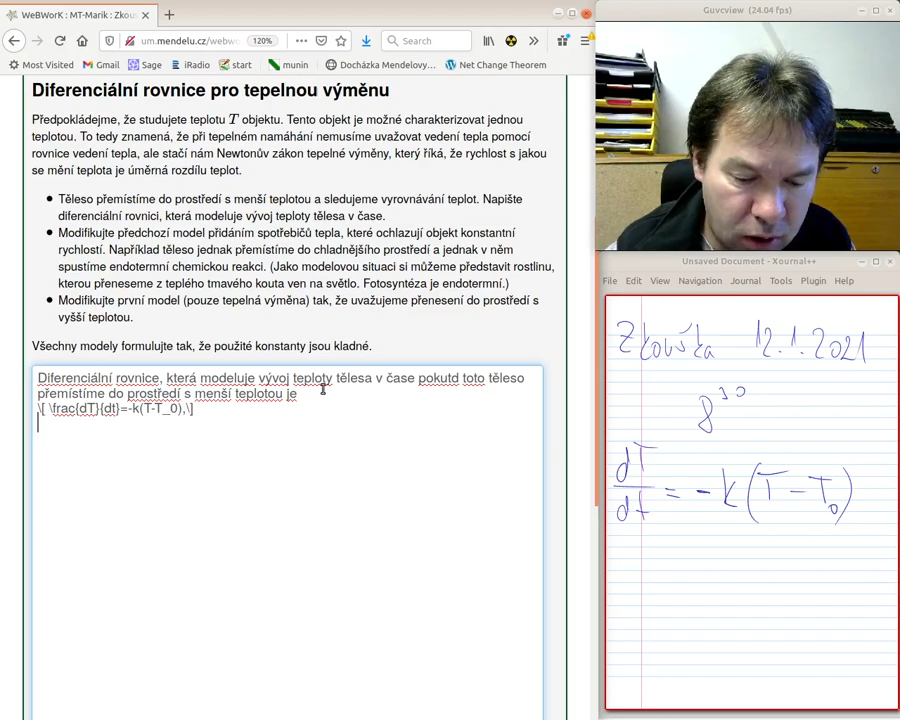 WeBWorK : MT-Marik : Zkous
Guvcview (24.04 fps)
um.mendelu.cz/webwo
120%
Search
Most Visited
Gmail
Sage
iRadio
start
munin
Docházka Mendelovy...
Net Change Theorem
Diferenciální rovnice pro tepelnou výměnu
Předpokládejme, že studujete teplotu T objektu. Tento objekt je možné charakterizovat jednou
teplotou. To tedy znamená, že při tepelném namáhání nemusíme uvažovat vedení tepla pomocí
rovnice vedení tepla, ale stačí nám Newtonův zákon tepelné výměny, který říká, že rychlost s jakou
se mění teplota je úměrná rozdílu teplot.
Těleso přemístíme do prostředí s menší teplotou a sledujeme vyrovnávání teplot. Napište
diferenciální rovnici, která modeluje vývoj teploty tělesa v čase.
Modifikujte předchozí model přidáním spotřebičů tepla, které ochlazují objekt konstantní
rychlostí. Například těleso jednak přemístíme do chladnějšího prostředí a jednak v něm
spustíme endotermní chemickou reakci. (Jako modelovou situaci si můžeme představit rostlinu,
kterou přeneseme z teplého tmavého kouta ven na světlo. Fotosyntéza je endotermní.)
Modifikujte první model (pouze tepelná výměna) tak, že uvažujeme přenesení do prostředí s
vyšší teplotou.
Všechny modely formulujte tak, že použité konstanty jsou kladné.
Diferenciální rovnice, která modeluje vývoj teploty tělesa v čase pokutd toto těleso
přemístíme do prostředí s menší teplotou je
\[ \frac{dT}{dt}=-k(T-T_0),\]
Unsaved Document - Xournal++
File Edit View Navigation Journal Tools Plugin Help
Zkouška 12.1.2021
8³⁰
dT/dt = -k(T - T₀)